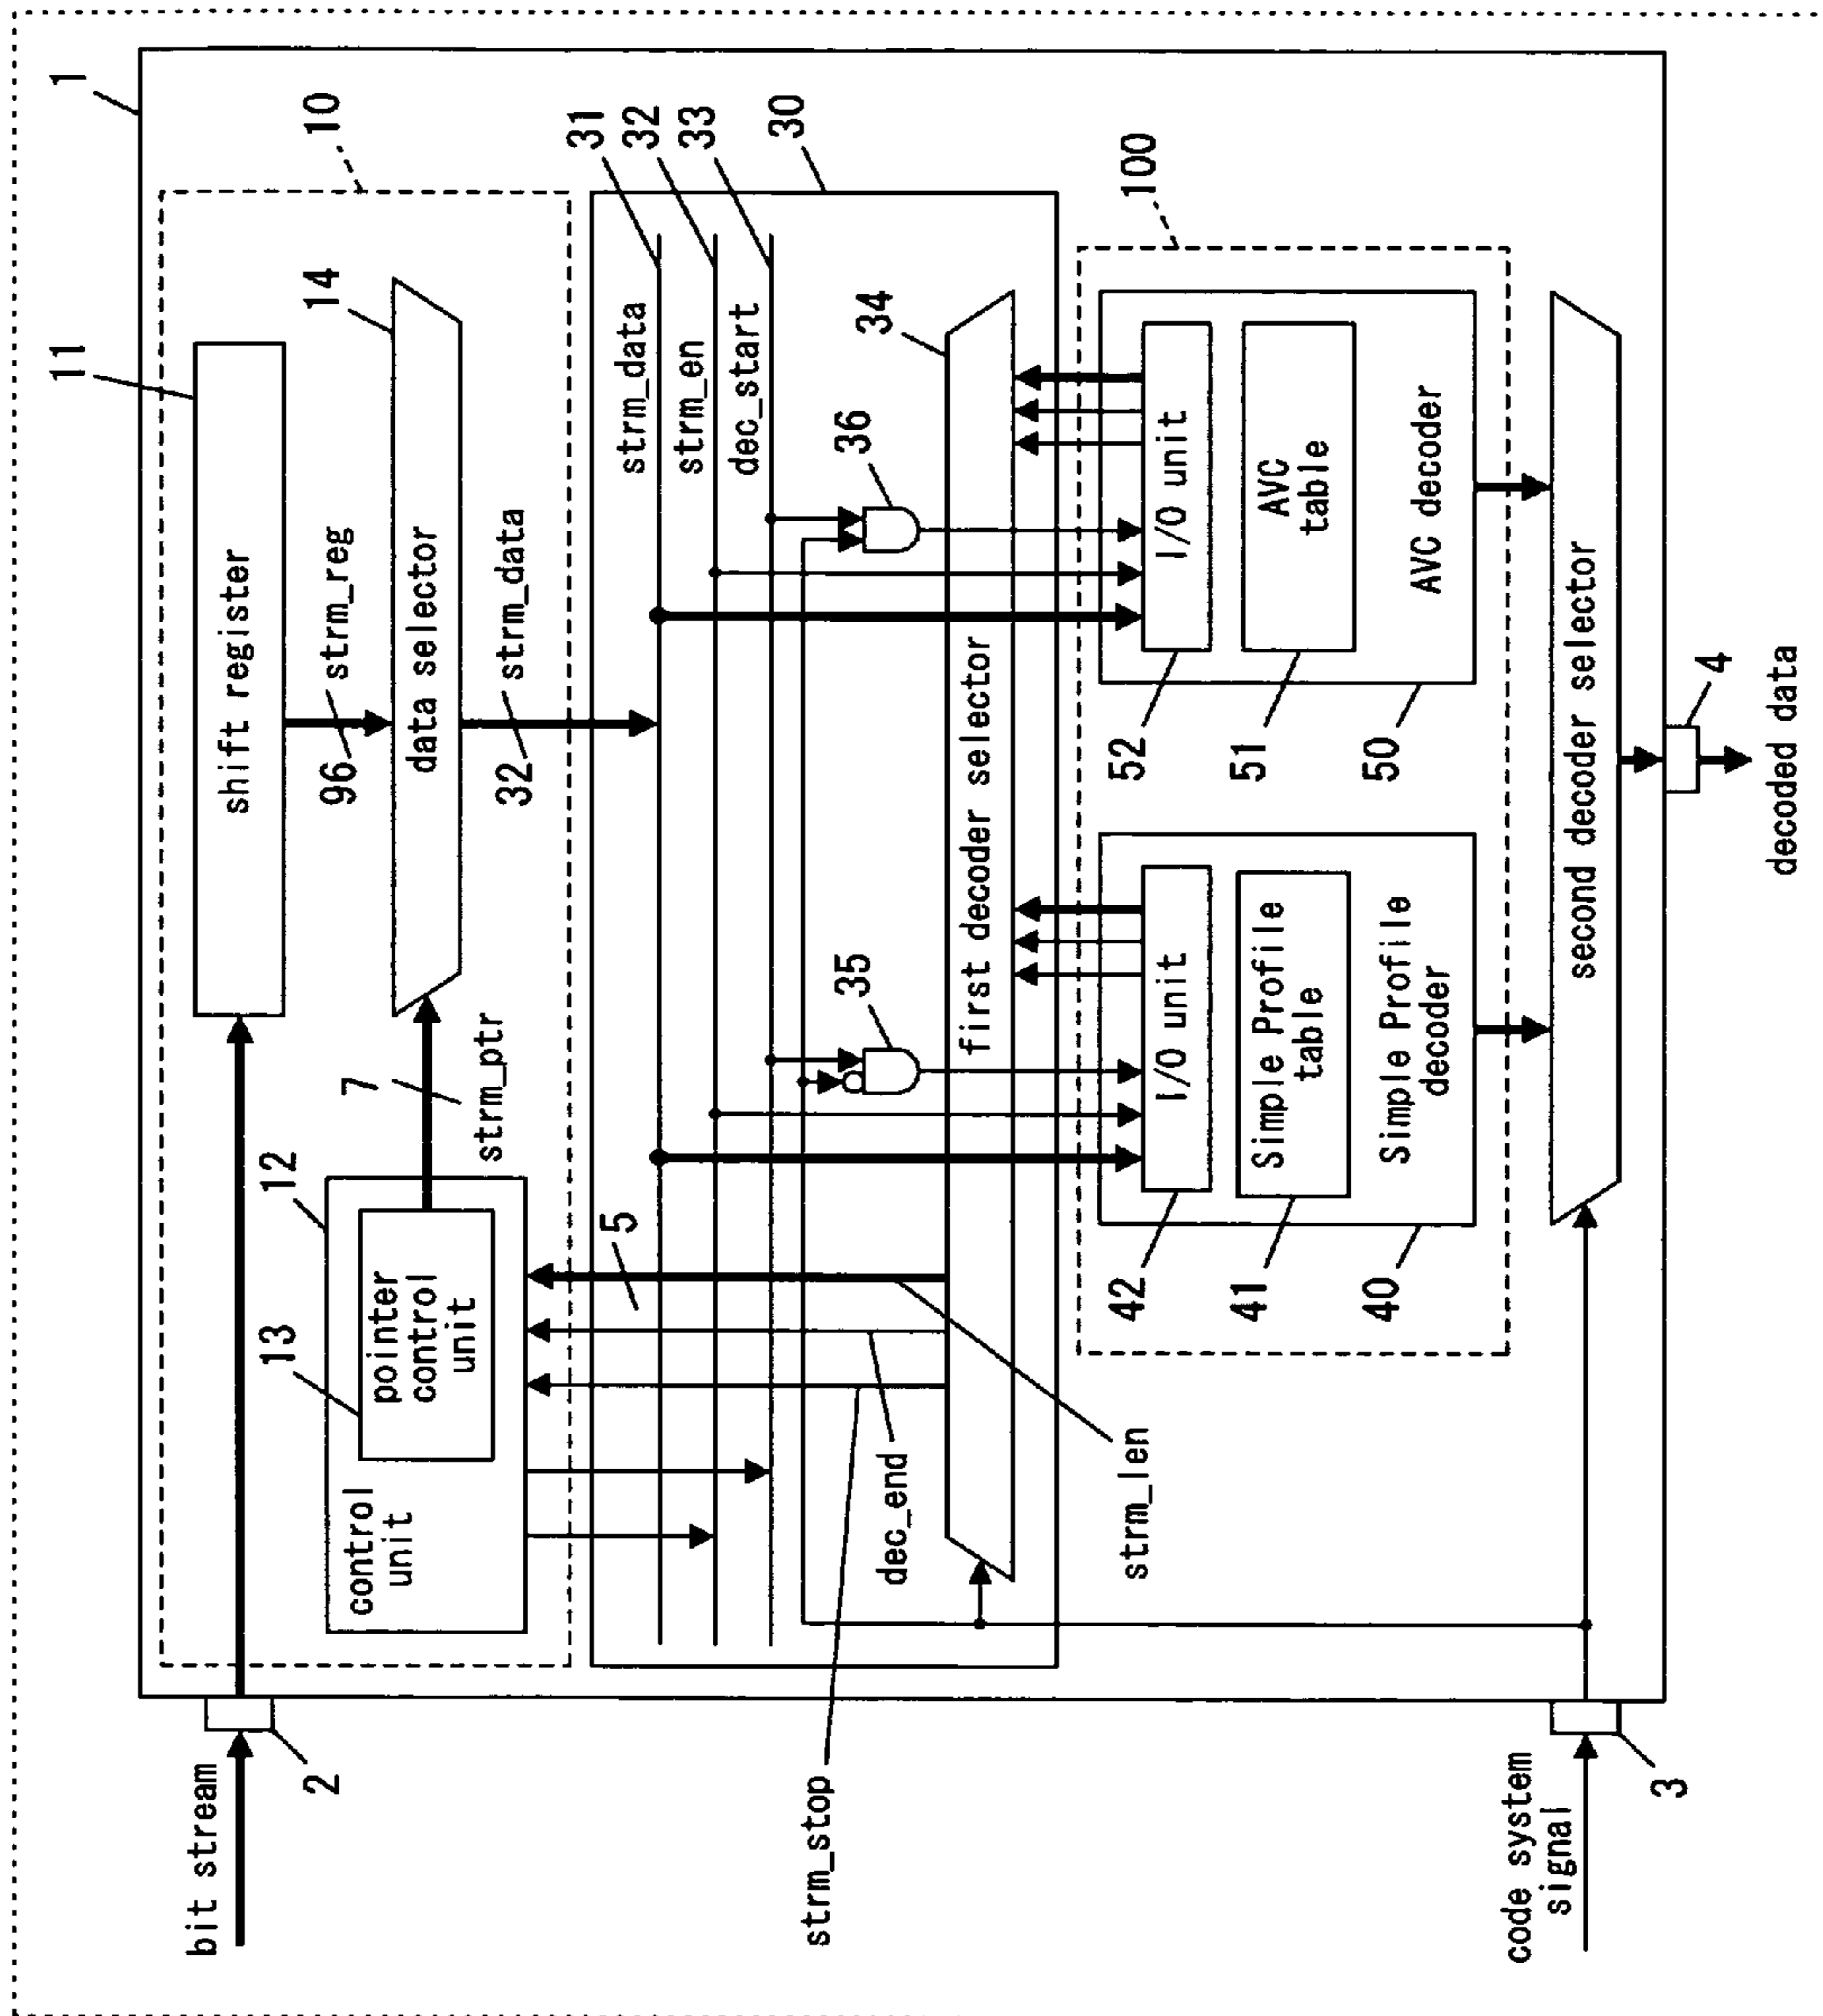 1
10
11
shift register
96
strm_reg
14
data selector
32
strm_data
7
strm_ptr
12
13
pointer
control
unit
control
unit
bit stream
2
31
32
33
30
strm_data
strm_en
dec_start
5
36
35
34
first decoder selector
strm_stop
dec_end
strm_len
100
I/O unit
42
Simple Profile
table
41
Simple Profile
decoder
40
I/O unit
52
AVC
table
51
AVC decoder
50
second decoder selector
code system
signal
3
4
decoded data